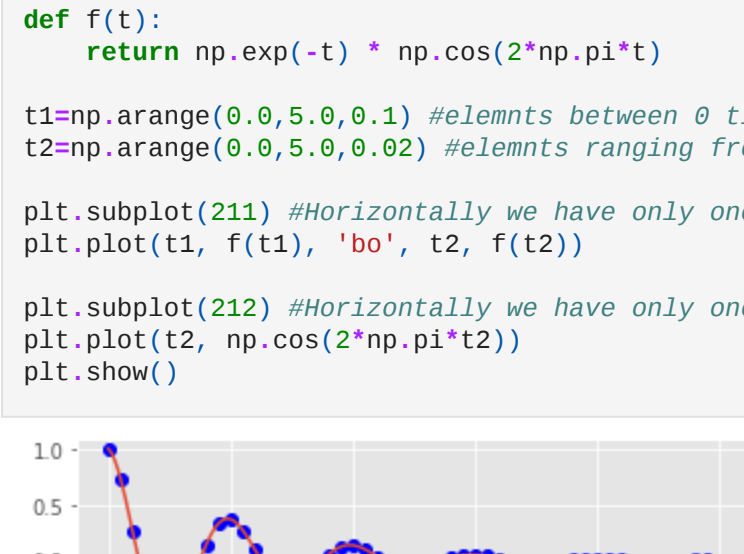 def f(t):
    return np.exp(-t) * np.cos(2*np.pi*t)
t1=np.arange(0.0,5.0,0.1) #elemnts between 0
t2=np.arange(0.0,5.0,0.02) #elemnts ranging
plt.subplot(211) #Horizontally we have only
plt.plot(t1, f(t1), 'bo', t2, f(t2))
plt.subplot(212) #Horizontally we have only
plt.plot(t2, np.cos(2*np.pi*t2))
plt.show()
1.0
0.5